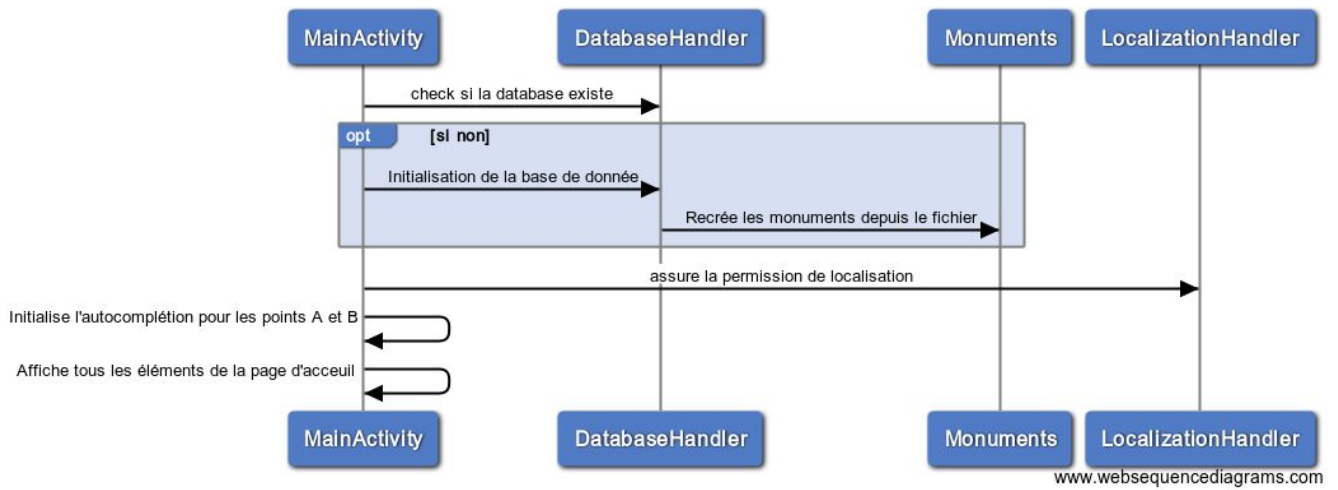 MainActivity DatabaseHandler Monuments LocalizationHandler
check si la database existe
opt [si non]
Initialisation de la base de donnée
Recrée les monuments depuis le fichier
assure la permission de localisation
Initialise l'autocomplétion pour les points A et B
Affiche tous les éléments de la page d'acceuil
MainActivity DatabaseHandler Monuments LocalizationHandler
www.websequencediagrams.com